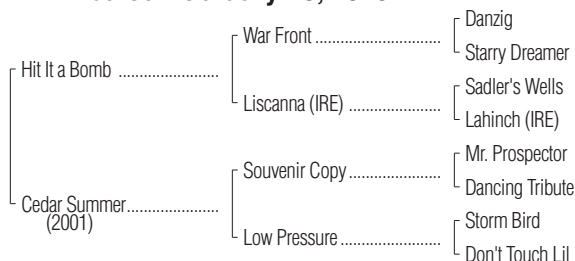 Danzig
War Front
Starry Dreamer
Hit It a Bomb
Sadler's Wells
Liscanna (IRE)
Lahinch (IRE)
Mr. Prospector
Souvenir Copy
Dancing Tribute
Cedar Summer
(2001)
Storm Bird
Low Pressure
Don't Touch Lil